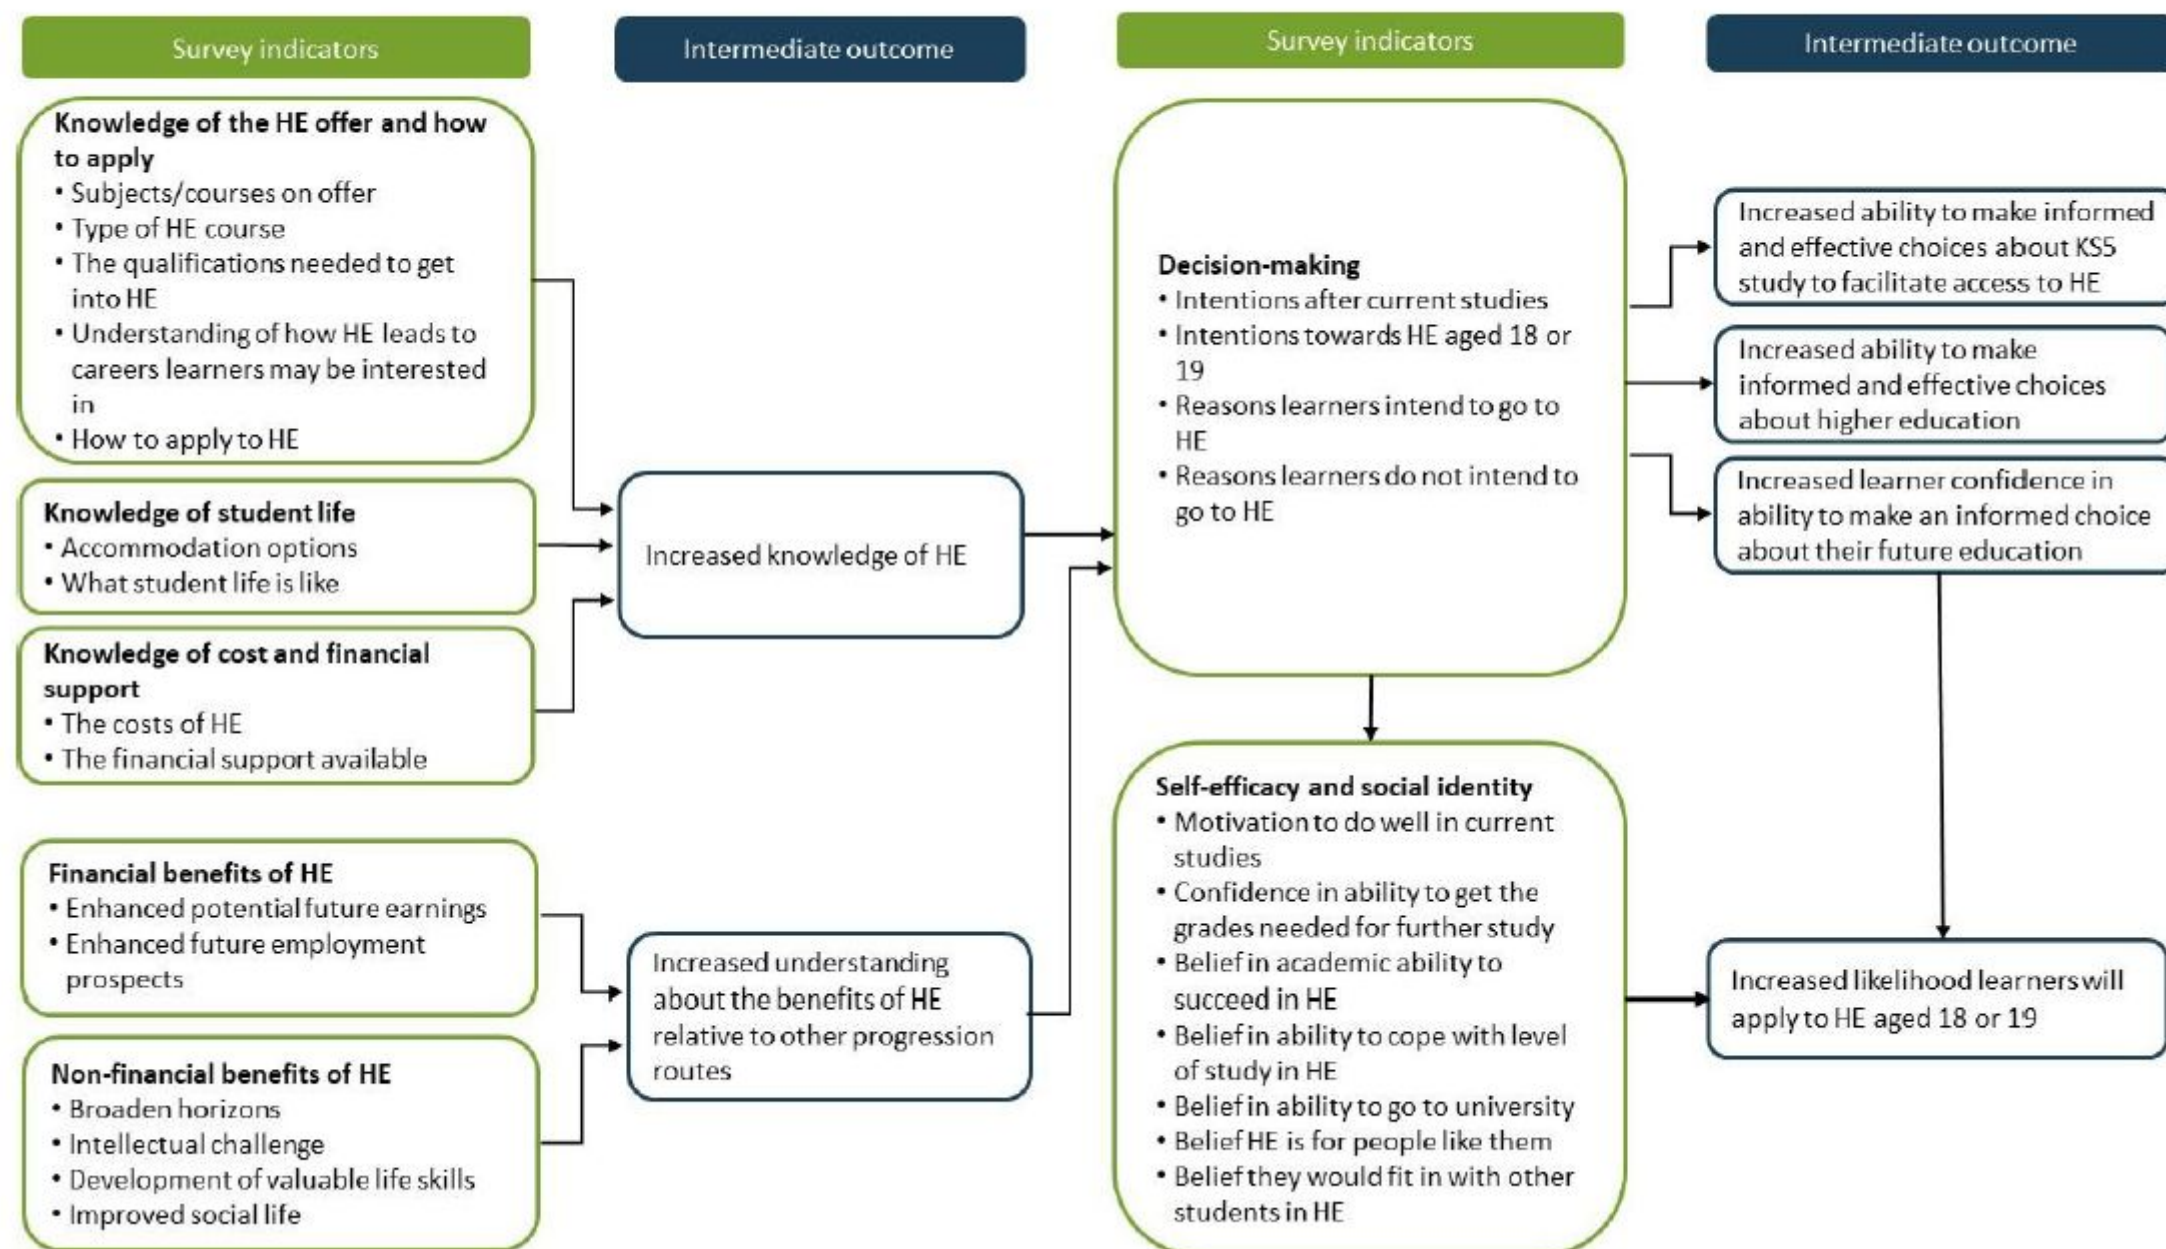 Survey indicators
Intermediate outcome
Survey indicators
Intermediate outcome
Knowledge of the HE offer and how
to apply
• Subjects/courses on offer
• Type of HE course
• The qualifications needed to get
into HE
• Understanding of how HE leads to
careers learners may be interested
in
• How to apply to HE
Knowledge of student life
• Accommodation options
• What student life is like
Knowledge of cost and financial
support
• The costs of HE
• The financial support available
Financial benefits of HE
• Enhanced potential future earnings
• Enhanced future employment
prospects
Non-financial benefits of HE
• Broaden horizons
• Intellectual challenge
• Development of valuable life skills
• Improved social life
Increased knowledge of HE
Increased understanding
about the benefits of HE
relative to other progression
routes
Decision-making
• Intentions after current studies
• Intentions towards HE aged 18 or
19
• Reasons learners intend to go to
HE
• Reasons learners do not intend to
go to HE
Self-efficacy and social identity
• Motivation to do well in current
studies
• Confidence in ability to get the
grades needed for further study
• Belief in academic ability to
succeed in HE
• Belief in ability to cope with level
of study in HE
• Belief in ability to go to university
• Belief HE is for people like them
• Belief they would fit in with other
students in HE
Increased ability to make informed
and effective choices about KS5
study to facilitate access to HE
Increased ability to make
informed and effective choices
about higher education
Increased learner confidence in
ability to make an informed choice
about their future education
Increased likelihood learners will
apply to HE aged 18 or 19